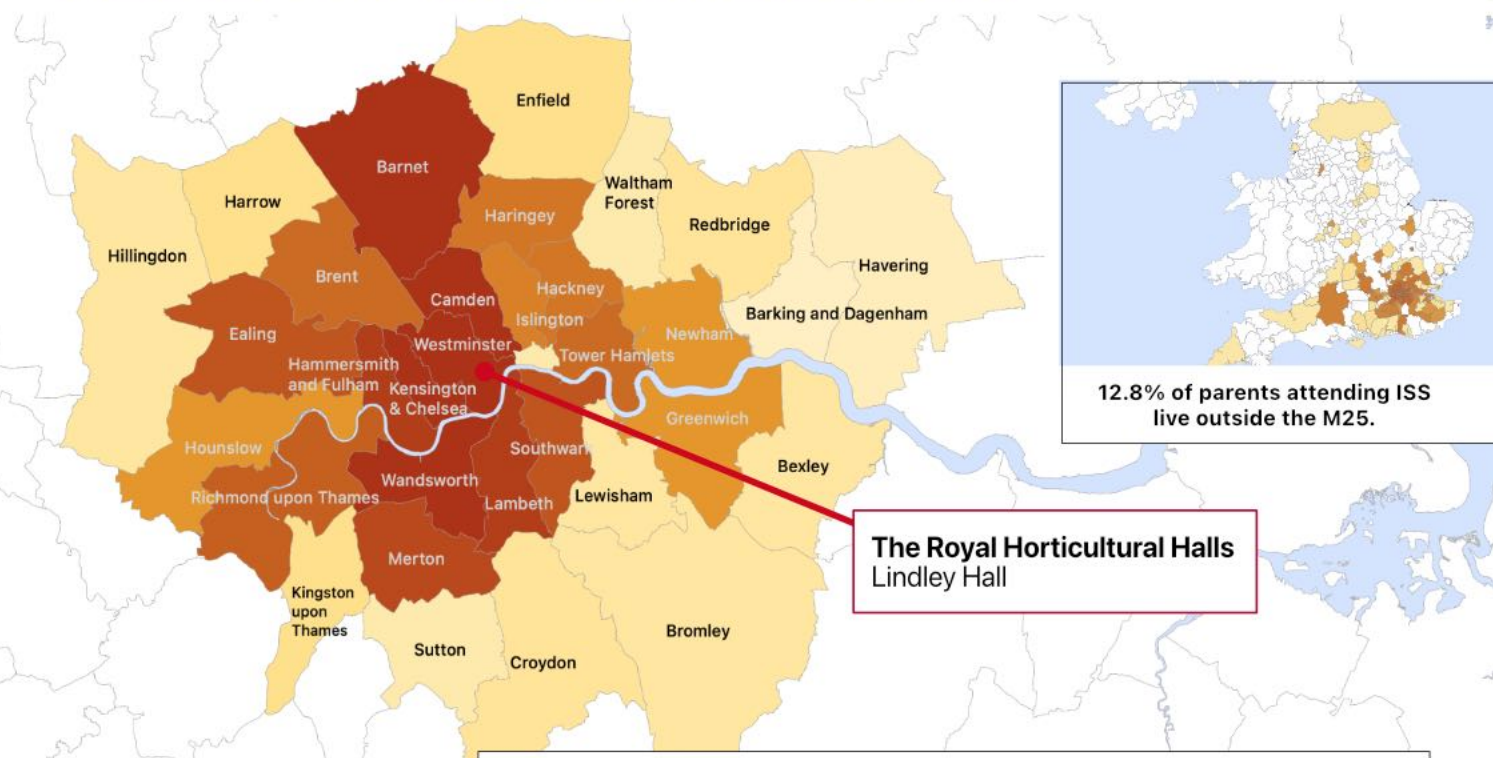 Enfield
Barnet
Waltham
Forest
Harrow
Haringey
Redbridge
Hillingdon
Havering
Brent
Hackney
Camden
Barking and Dagenham
Islington
Ealing
Newham
Westminster
Tower Hamlets
Hammersmith
and Fulham
Kensington
& Chelsea
12.8% of parents attending ISS
live outside the M25.
Greenwich
Hounslow
Southwark
Bexley
Wandsworth
Richmond upon Thames
Lewisham
Lambeth
The Royal Horticultural Halls
Lindley Hall
Merton
Kingston
upon
Thames
Bromley
Sutton
Croydon